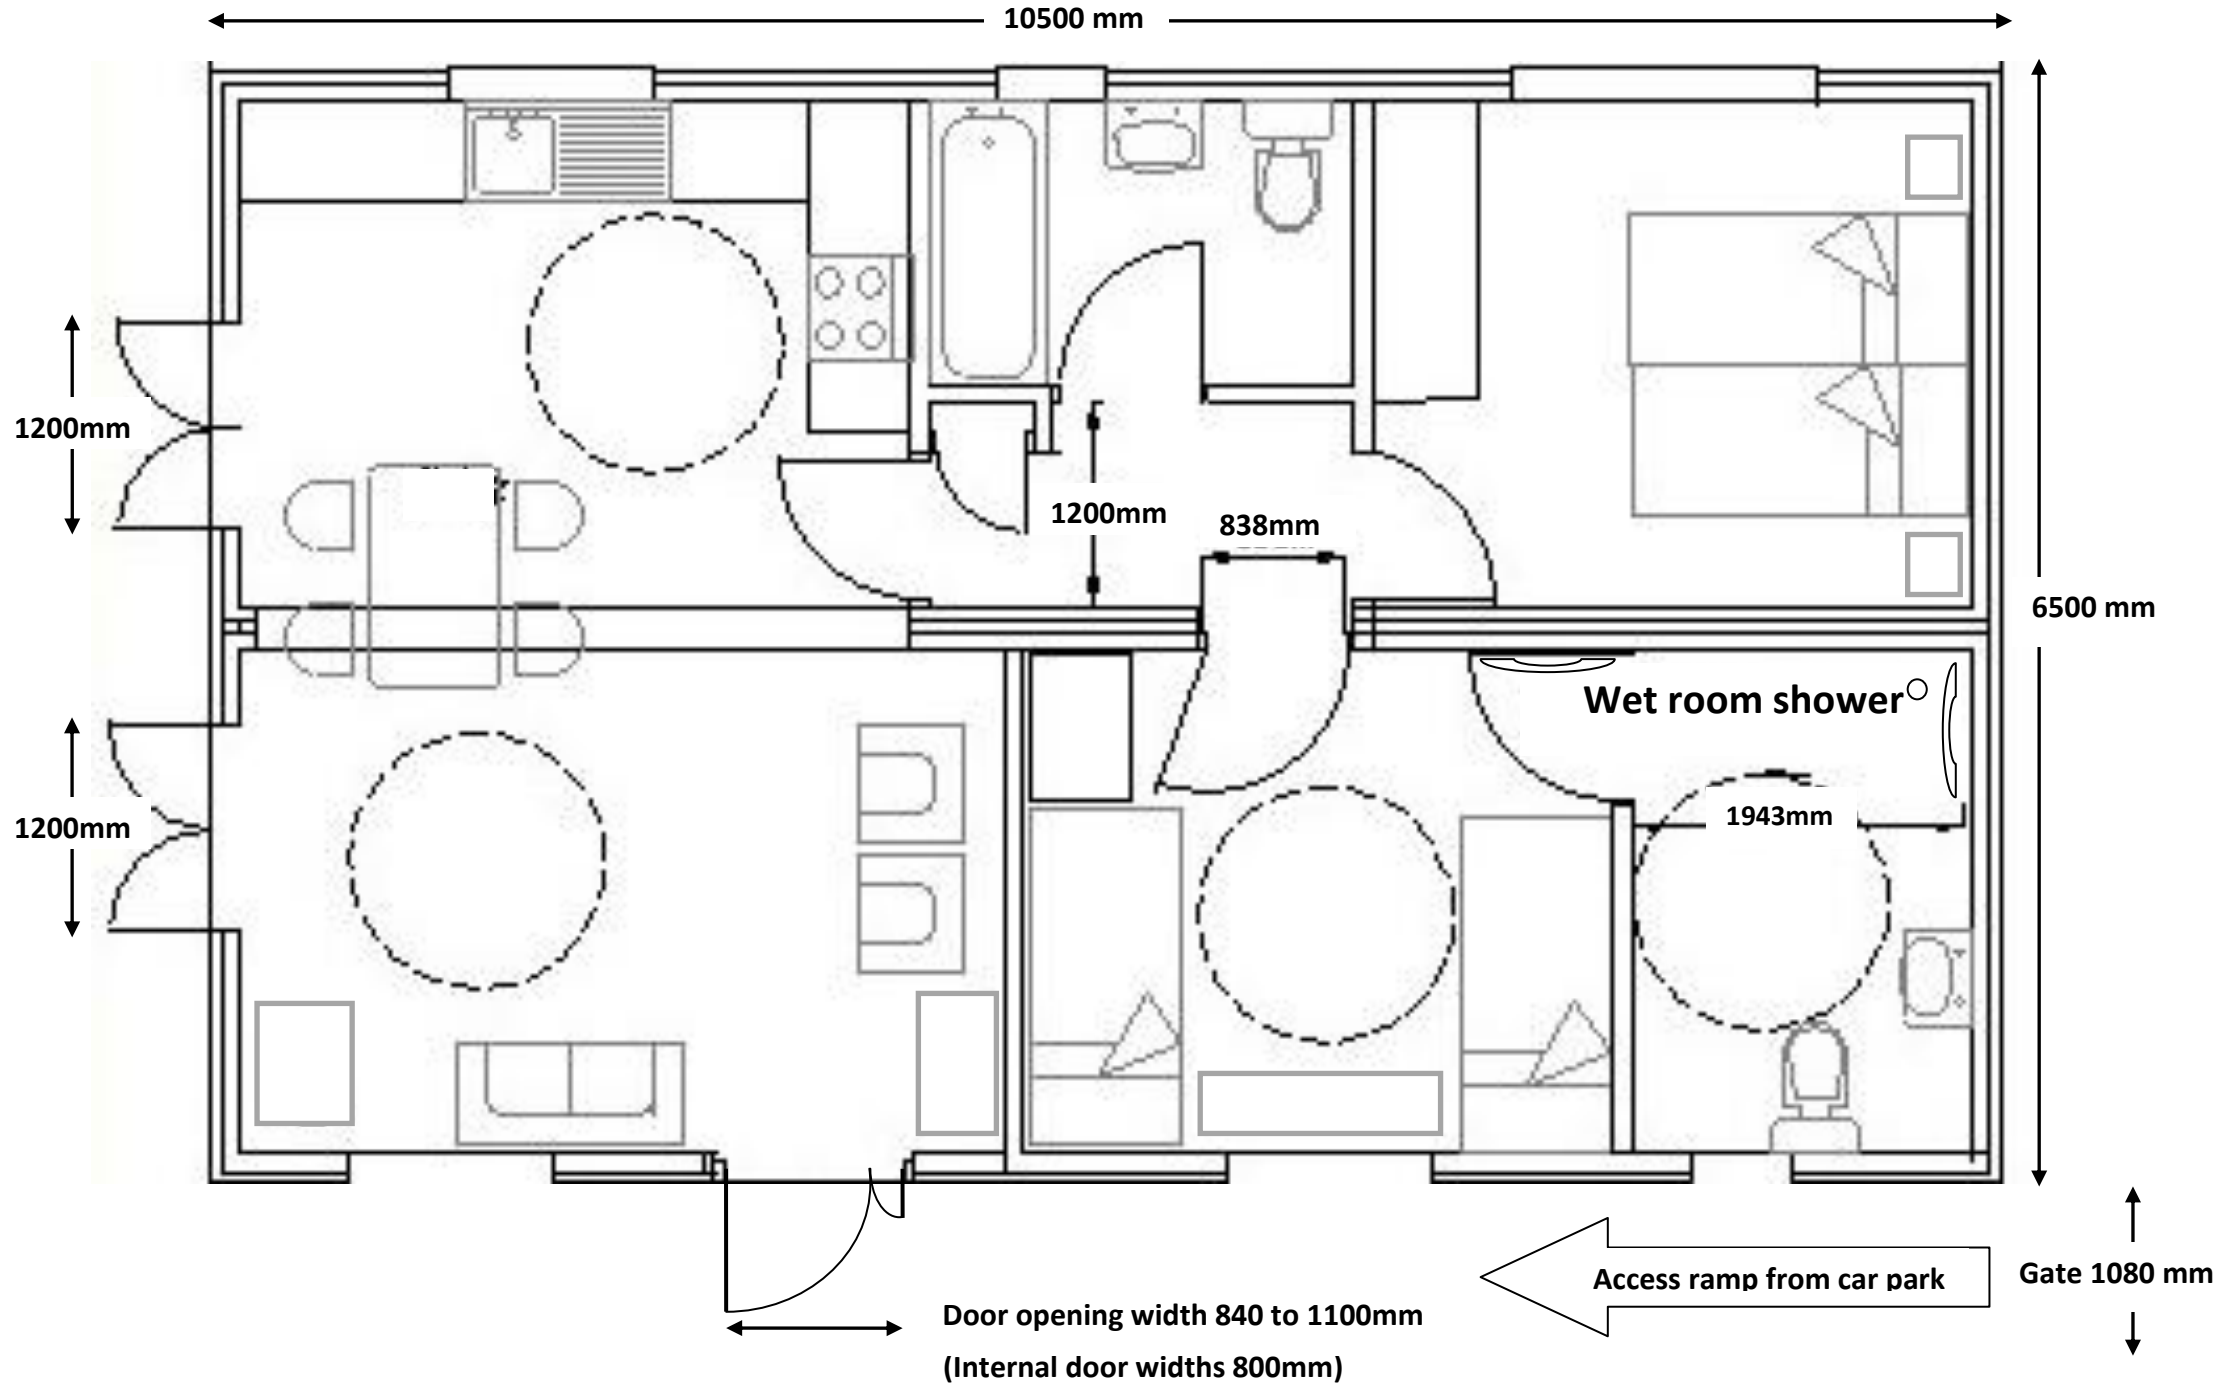 10500 mm
1200mm
1200mm
838mm
6500 mm
Wet room shower
1200mm
1943mm
Access ramp from car park
Gate 1080 mm
Door opening width 840 to 1100mm
(Internal door widths 800mm)